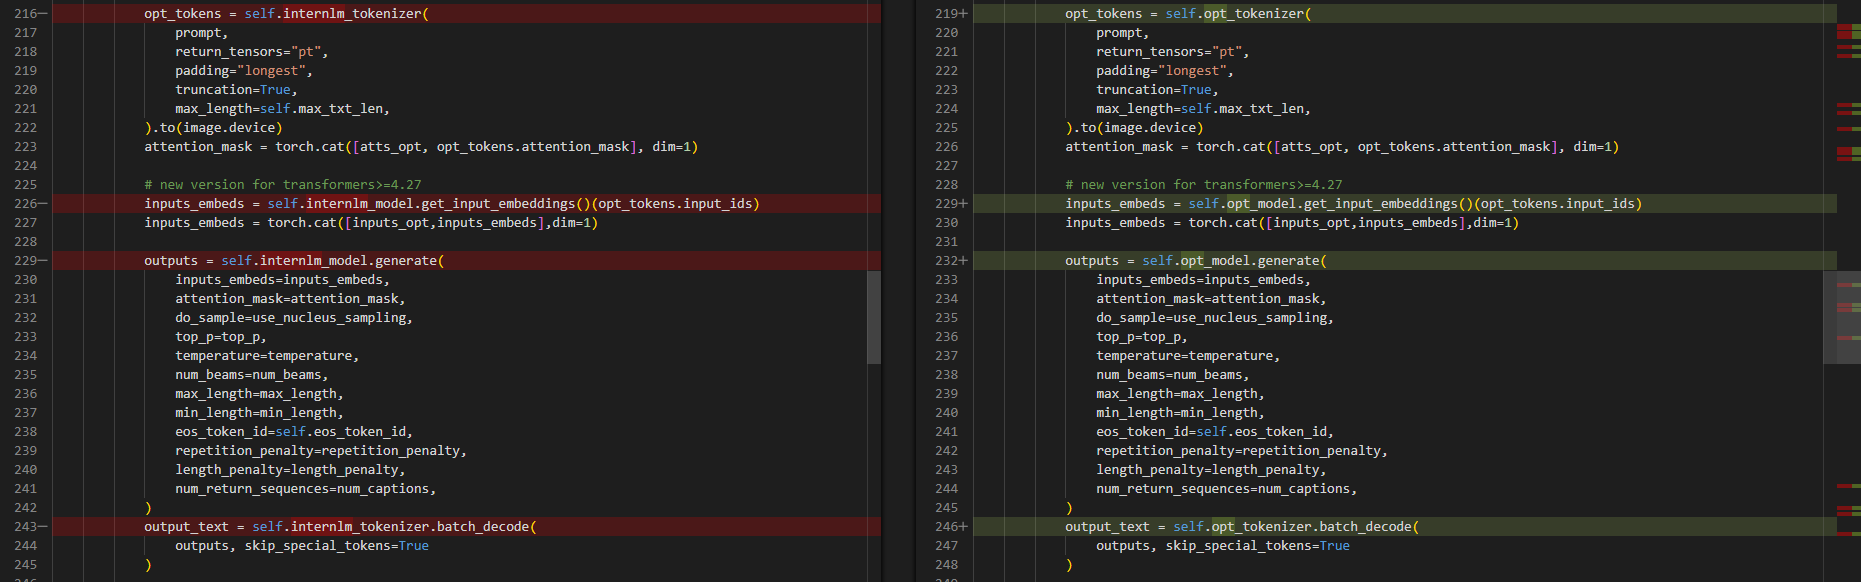 216− opt_tokens = self.internlm_tokenizer(
217 prompt,
218 return_tensors="pt",
219 padding="longest",
220 truncation=True,
221 max_length=self.max_txt_len,
222 ).to(image.device)
223 attention_mask = torch.cat([atts_opt, opt_tokens.attention_mask], dim=1)
224
225 # new version for transformers>=4.27
226− inputs_embeds = self.internlm_model.get_input_embeddings()(opt_tokens.input_ids)
227 inputs_embeds = torch.cat([inputs_opt,inputs_embeds],dim=1)
228
229− outputs = self.internlm_model.generate(
230 inputs_embeds=inputs_embeds,
231 attention_mask=attention_mask,
232 do_sample=use_nucleus_sampling,
233 top_p=top_p,
234 temperature=temperature,
235 num_beams=num_beams,
236 max_length=max_length,
237 min_length=min_length,
238 eos_token_id=self.eos_token_id,
239 repetition_penalty=repetition_penalty,
240 length_penalty=length_penalty,
241 num_return_sequences=num_captions,
242 )
243− output_text = self.internlm_tokenizer.batch_decode(
244 outputs, skip_special_tokens=True
245 )
219+ opt_tokens = self.opt_tokenizer(
220 prompt,
221 return_tensors="pt",
222 padding="longest",
223 truncation=True,
224 max_length=self.max_txt_len,
225 ).to(image.device)
226 attention_mask = torch.cat([atts_opt, opt_tokens.attention_mask], dim=1)
227
228 # new version for transformers>=4.27
229+ inputs_embeds = self.opt_model.get_input_embeddings()(opt_tokens.input_ids)
230 inputs_embeds = torch.cat([inputs_opt,inputs_embeds],dim=1)
231
232+ outputs = self.opt_model.generate(
233 inputs_embeds=inputs_embeds,
234 attention_mask=attention_mask,
235 do_sample=use_nucleus_sampling,
236 top_p=top_p,
237 temperature=temperature,
238 num_beams=num_beams,
239 max_length=max_length,
240 min_length=min_length,
241 eos_token_id=self.eos_token_id,
242 repetition_penalty=repetition_penalty,
243 length_penalty=length_penalty,
244 num_return_sequences=num_captions,
245 )
246+ output_text = self.opt_tokenizer.batch_decode(
247 outputs, skip_special_tokens=True
248 )